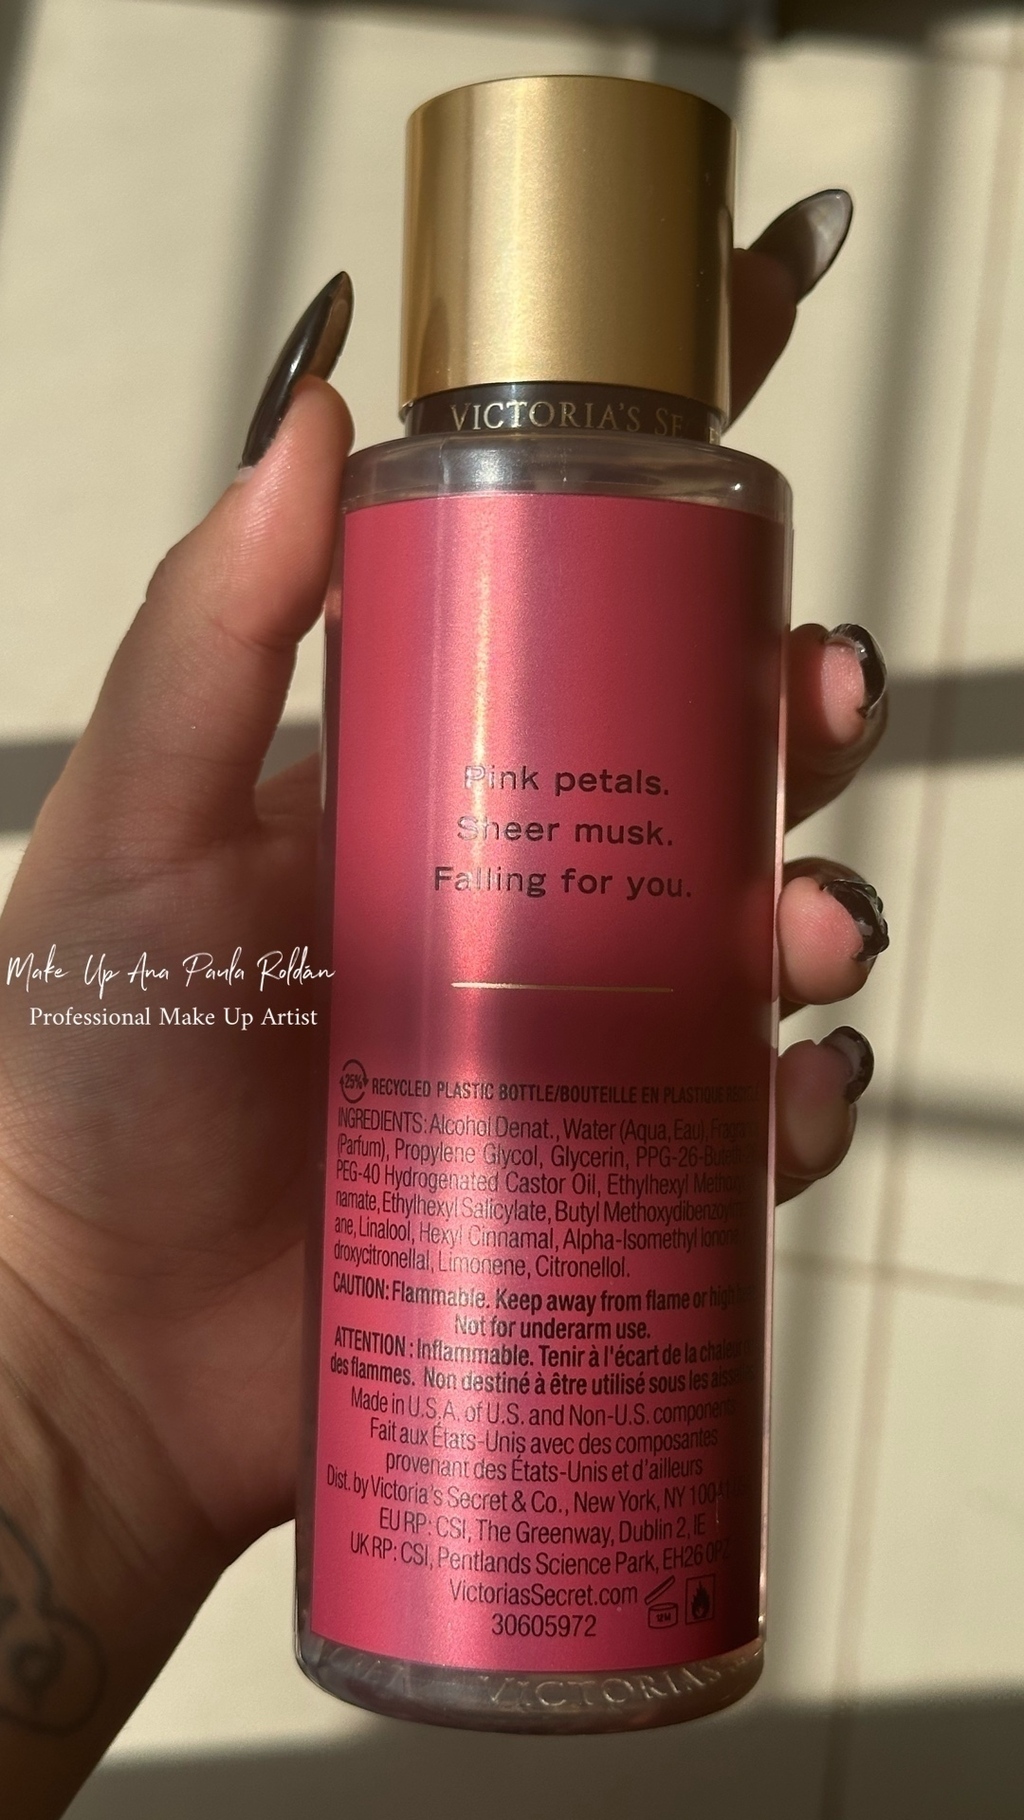 VICTORIA'S SE
Pink petals.
Sheer musk.
Falling for you.
Make Up Ana Paula Roldán
Professional Make Up Artist
25% RECYCLED PLASTIC BOTTLE/BOUTEILLE EN PLASTIQUE
INGREDIENTS: Alcohol Denat., Water (Aqua, Eau),
(Parfum), Propylene Glycol, Glycerin,
PEG-40 Hydrogenated Castor Oil, Ethylhexyl
namate, Ethylhexyl Salicylate, Butyl
ane, Linalool, Hexyl Cinnamal, Alpha-Isomethyl Ionone
droxycitronellal, Limonene, Citronellol.
CAUTION: Flammable. Keep away from flame or high
Not for underarm use.
ATTENTION : Inflammable. Tenir à l'écart de la chaleur
des flammes. Non destiné à être utilisé sous les
Made in U.S.A. of U.S. and Non-U.S. components
Fait aux États-Unis avec des composantes
provenant des États-Unis et d'ailleurs
Dist. by Victoria's Secret & Co., New York, NY
EU RP: CSI, The Greenway, Dublin 2, IE
UK RP: CSI, Pentlands Science Park, EH26
VictoriasSecret.com
12M
30605972
VICTORIA'S